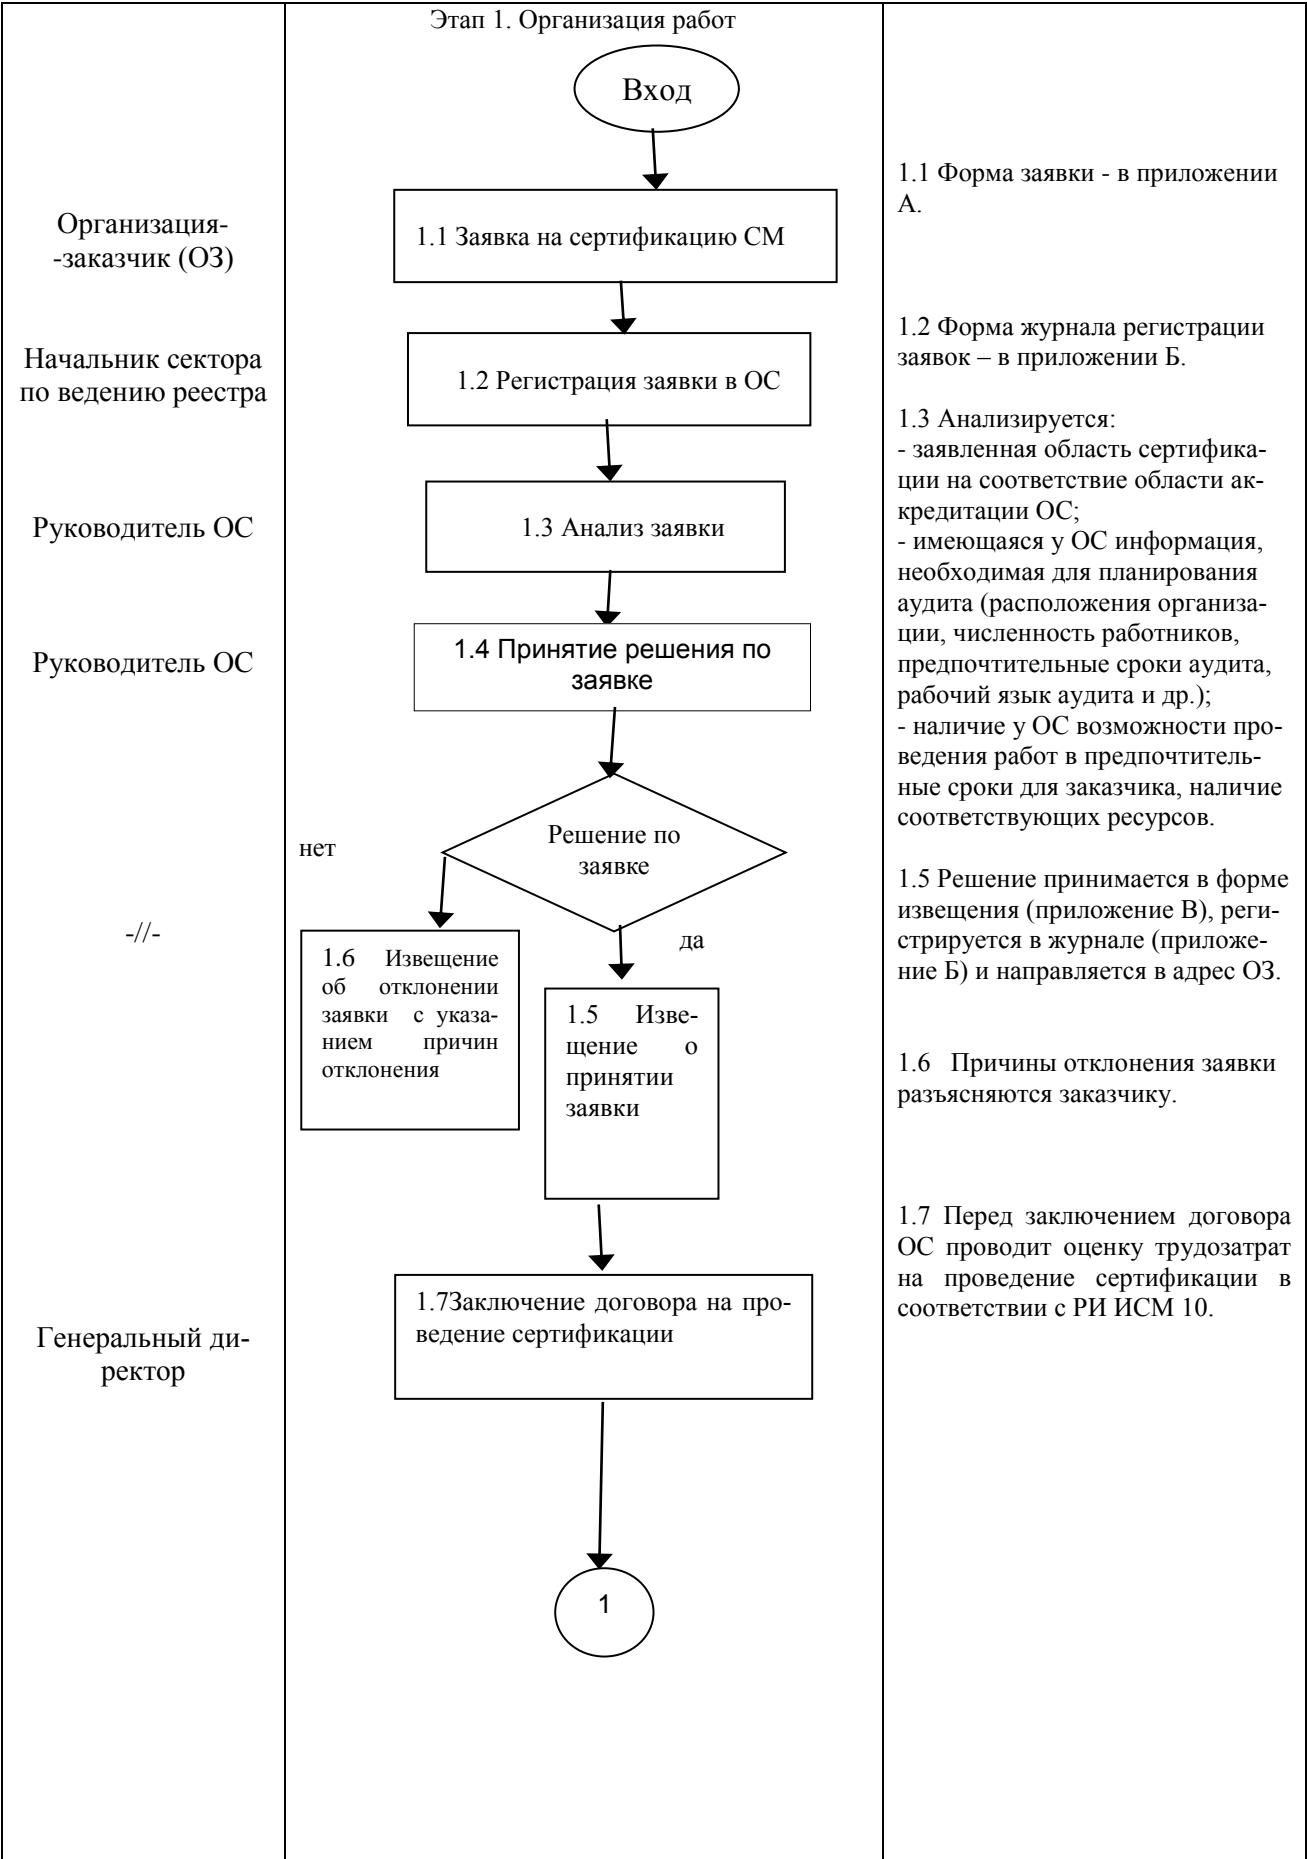 Этап 1. Организация работ
Вход
Организация-
-заказчик (ОЗ)
1.1 Заявка на сертификацию СМ
1.1 Форма заявки - в приложении
А.
Начальник сектора
по ведению реестра
1.2 Регистрация заявки в ОС
1.2 Форма журнала регистрации
заявок – в приложении Б.
Руководитель ОС
1.3 Анализ заявки
1.3 Анализируется:
- заявленная область сертифика-
ции на соответствие области ак-
кредитации ОС;
- имеющаяся у ОС информация,
необходимая для планирования
аудита (расположения организа-
ции, численность работников,
предпочтительные сроки аудита,
рабочий язык аудита и др.);
- наличие у ОС возможности про-
ведения работ в предпочтитель-
ные сроки для заказчика, наличие
соответствующих ресурсов.
Руководитель ОС
1.4 Принятие решения по
заявке
Решение по
заявке
нет
да
-//-
1.6 Извещение
об отклонении
заявки с указа-
нием причин
отклонения
1.5 Изве-
щение о
принятии
заявки
1.5 Решение принимается в форме
извещения (приложение В), реги-
стрируется в журнале (приложе-
ние Б) и направляется в адрес ОЗ.
1.6 Причины отклонения заявки
разъясняются заказчику.
Генеральный ди-
ректор
1.7Заключение договора на про-
ведение сертификации
1.7 Перед заключением договора
ОС проводит оценку трудозатрат
на проведение сертификации в
соответствии с РИ ИСМ 10.
1